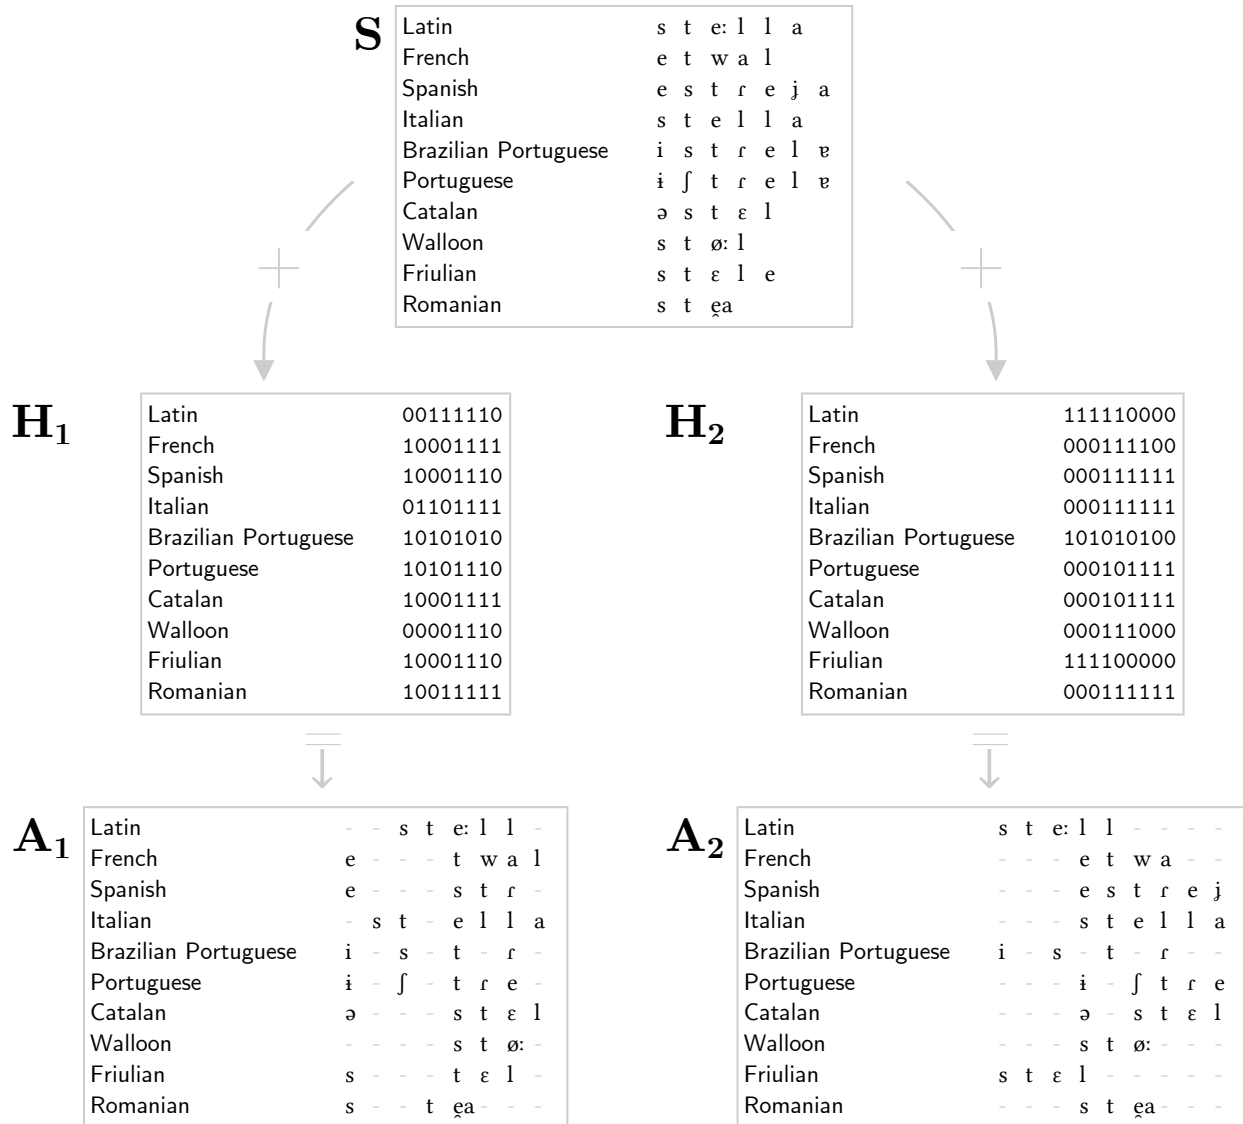 S
Latin s t eː l l a
French e t w a l
Spanish e s t ɾ e ʝ a
Italian s t e l l a
Brazilian Portuguese i s t ɾ e l ɐ
Portuguese ɨ ʃ t ɾ e l ɐ
Catalan ə s t ɛ l
Walloon s t øː l
Friulian s t ɛ l e
Romanian s t e̯a
+ +
H₁
Latin 00111110
French 10001111
Spanish 10001110
Italian 01101111
Brazilian Portuguese 10101010
Portuguese 10101110
Catalan 10001111
Walloon 00001110
Friulian 10001110
Romanian 10011111
H₂
Latin 111110000
French 000111100
Spanish 000111111
Italian 000111111
Brazilian Portuguese 101010100
Portuguese 000101111
Catalan 000101111
Walloon 000111000
Friulian 111100000
Romanian 000111111
= =
A₁
Latin - - s t eː l l -
French e - - - t w a l
Spanish e - - - s t ɾ -
Italian - s t - e l l a
Brazilian Portuguese i - s - t - ɾ -
Portuguese ɨ - ʃ - t ɾ e -
Catalan ə - - - s t ɛ l
Walloon - - - - s t øː -
Friulian s - - - t ɛ l -
Romanian s - - t e̯a - - -
A₂
Latin s t eː l l - - - -
French - - - e t w a - -
Spanish - - - e s t ɾ e ʝ
Italian - - - s t e l l a
Brazilian Portuguese i - s - t - ɾ - -
Portuguese - - - ɨ - ʃ t ɾ e
Catalan - - - ə - s t ɛ l
Walloon - - - s t øː - - -
Friulian s t ɛ l - - - - -
Romanian - - - s t e̯a - - -